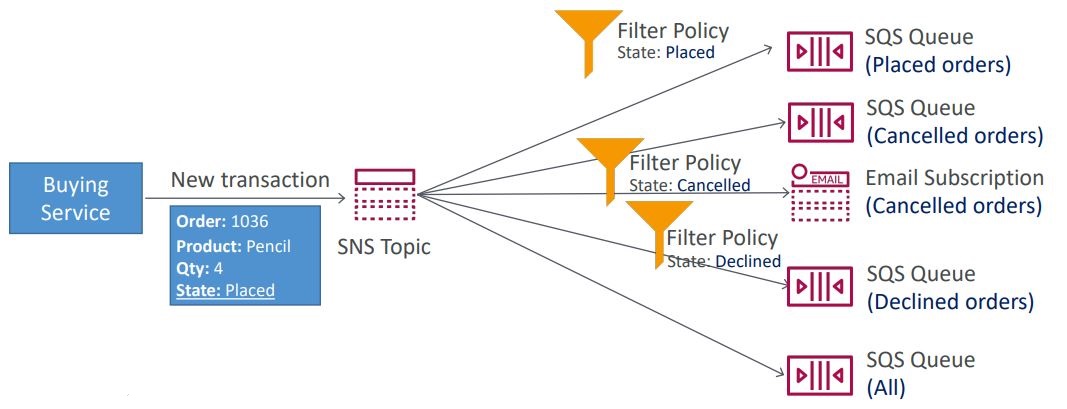 Filter Policy
State: Placed
SQS Queue
(Placed orders)
SQS Queue
(Cancelled orders)
Filter Policy
State: Cancelled
EMAIL
Email Subscription
(Cancelled orders)
Buying
Service
New transaction
Order: 1036
Product: Pencil
Qty: 4
State: Placed
SNS Topic
Filter Policy
State: Declined
SQS Queue
(Declined orders)
SQS Queue
(All)